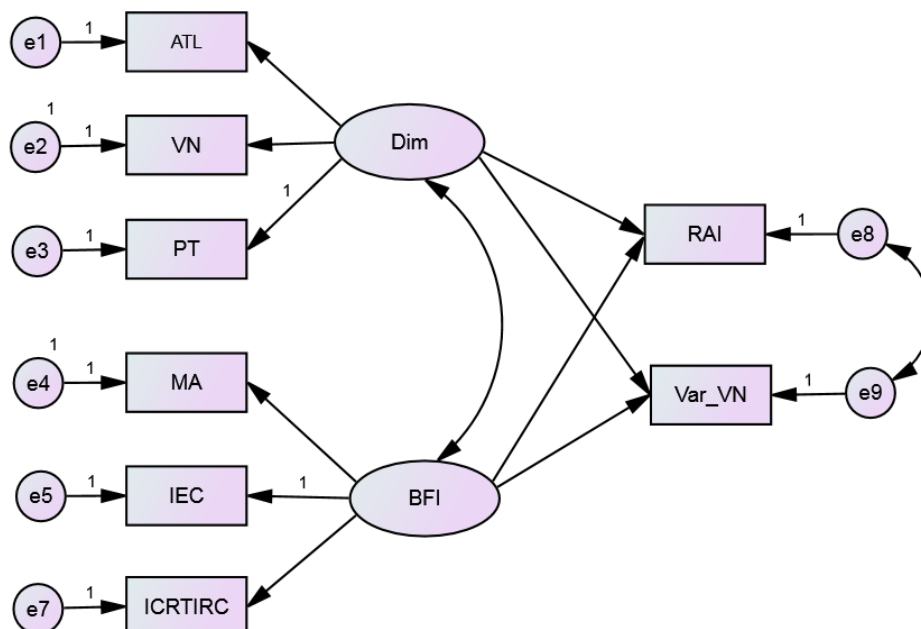 e1 1 ATL
1
e2 1 VN
Dim
1
e3 1 PT
RAI 1 e8
1
e4 1 MA
Var_VN 1 e9
e5 1 IEC 1 BFI
e7 1 ICRTIRC